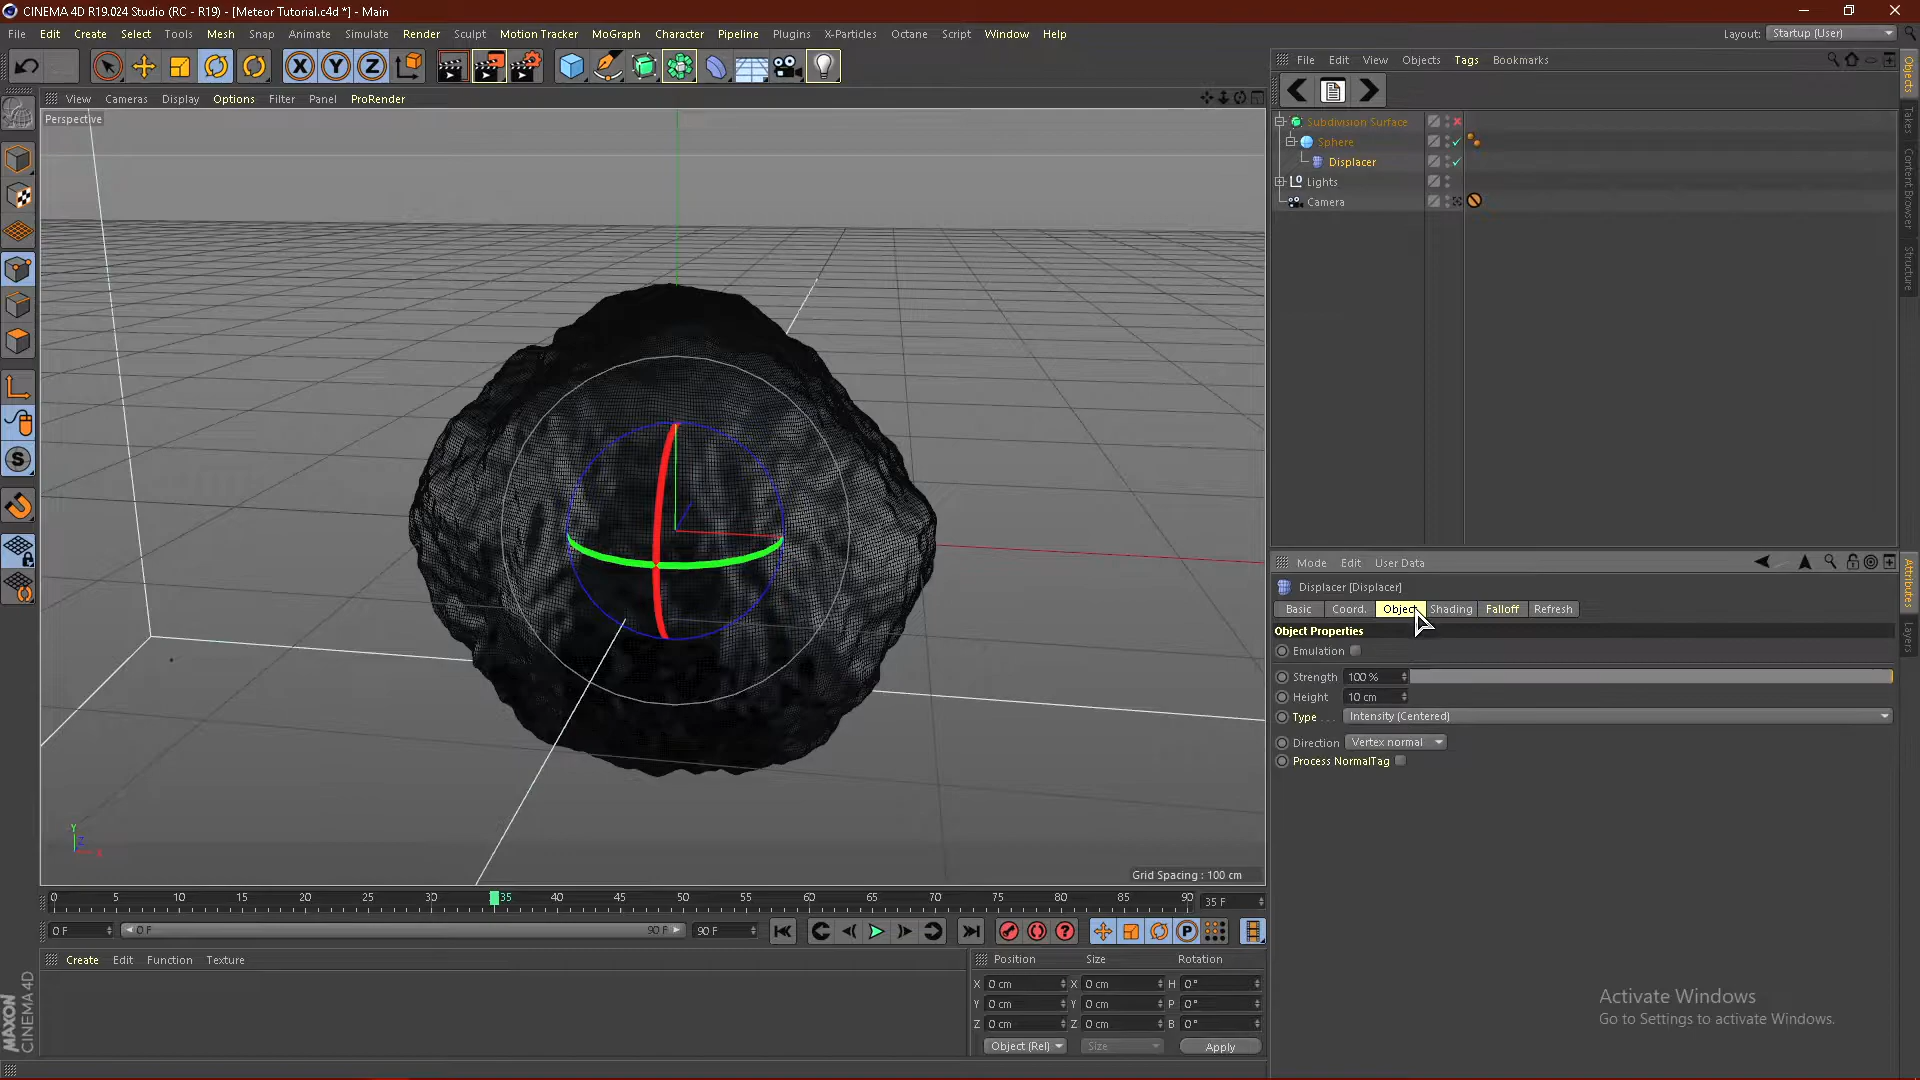 CINEMA 4D R19.024 Studio (RC - R19) - [Meteor Tutorial.c4d *] - Main
File Edit Create Select Tools Mesh Snap Animate Simulate Render Sculpt Motion Tracker MoGraph Character Pipeline Plugins X-Particles Octane Script Window Help Layout: Startup (User)
X Y Z
View Cameras Display Options Filter Panel ProRender
Perspective
File Edit View Objects Tags Bookmarks
Subdivision Surface
Sphere
Displacer
Lights
Camera
Objects
Takes
Content Browser
Structure
Mode Edit User Data
Displacer [Displacer]
Basic Coord. Object Shading Falloff Refresh
Object Properties
Emulation
Strength 100 %
Height 10 cm
Type Intensity (Centered)
Direction Vertex normal
Process NormalTag
Attributes
Layers
S
Y
Z
X
Grid Spacing : 100 cm
0 5 10 15 20 25 30 35 40 45 50 55 60 65 70 75 80 85 90 35 F
0 F 0 F 90 F 90 F P
Create Edit Function Texture
Position Size Rotation
X 0 cm X 0 cm H 0 °
Y 0 cm Y 0 cm P 0 °
Z 0 cm Z 0 cm B 0 °
Object (Rel) Size Apply
MAXON
CINEMA 4D
Activate Windows
Go to Settings to activate Windows.